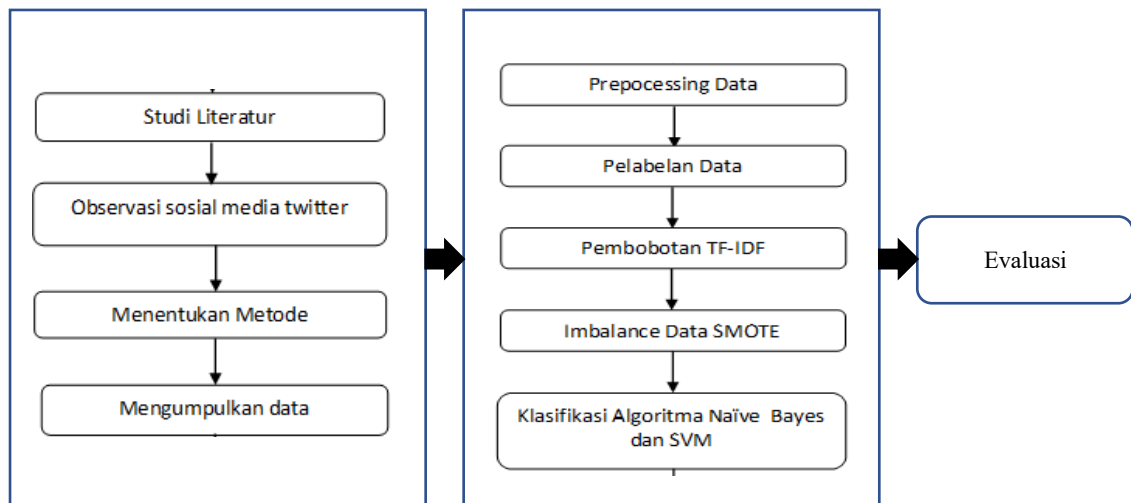 Studi Literatur
Observasi sosial media twitter
Menentukan Metode
Mengumpulkan data
Prepocessing Data
Pelabelan Data
Pembobotan TF-IDF
Imbalance Data SMOTE
Klasifikasi Algoritma Naïve Bayes
dan SVM
Evaluasi